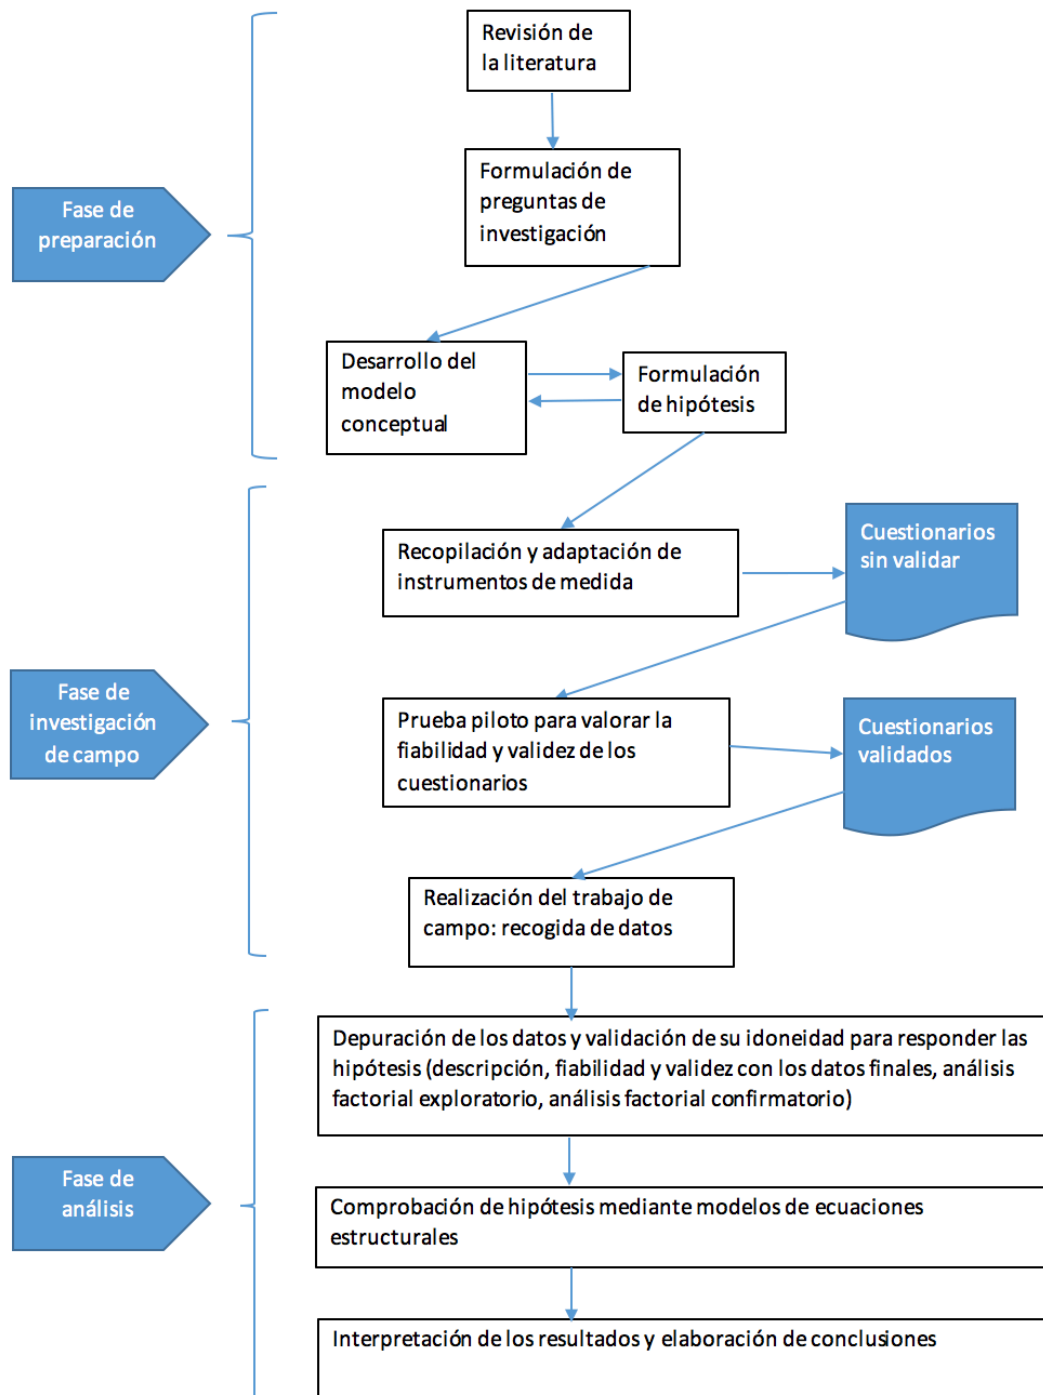 Revisión de
la literatura
Formulación de
preguntas de
investigación
Fase de
preparación
Desarrollo del
modelo
conceptual
Formulación
de hipótesis
Recopilación y adaptación de
instrumentos de medida
Cuestionarios
sin validar
Fase de
investigación
de campo
Prueba piloto para valorar la
fiabilidad y validez de los
cuestionarios
Cuestionarios
validados
Realización del trabajo de
campo: recogida de datos
Depuración de los datos y validación de su idoneidad para responder las
hipótesis (descripción, fiabilidad y validez con los datos finales, análisis
factorial exploratorio, análisis factorial confirmatorio)
Fase de
análisis
Comprobación de hipótesis mediante modelos de ecuaciones
estructurales
Interpretación de los resultados y elaboración de conclusiones